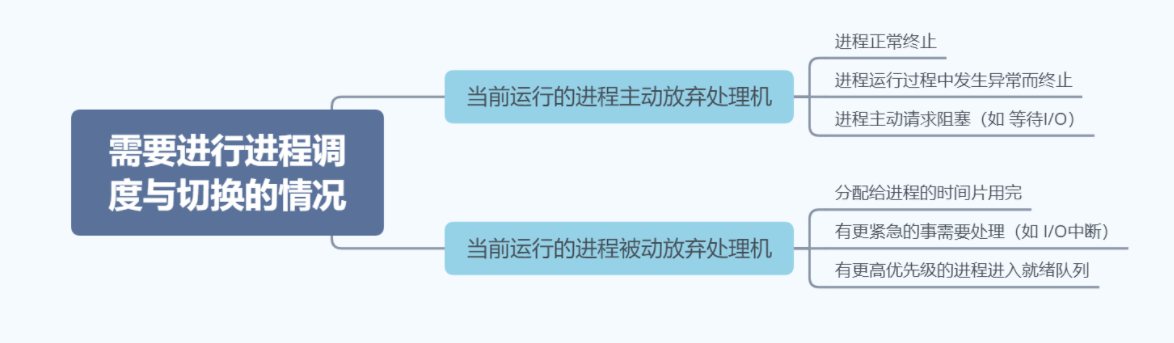 需要进行进程调
度与切换的情况
当前运行的进程主动放弃处理机
进程正常终止
进程运行过程中发生异常而终止
进程主动请求阻塞（如 等待I/O）
当前运行的进程被动放弃处理机
分配给进程的时间片用完
有更紧急的事需要处理（如 I/O中断）
有更高优先级的进程进入就绪队列